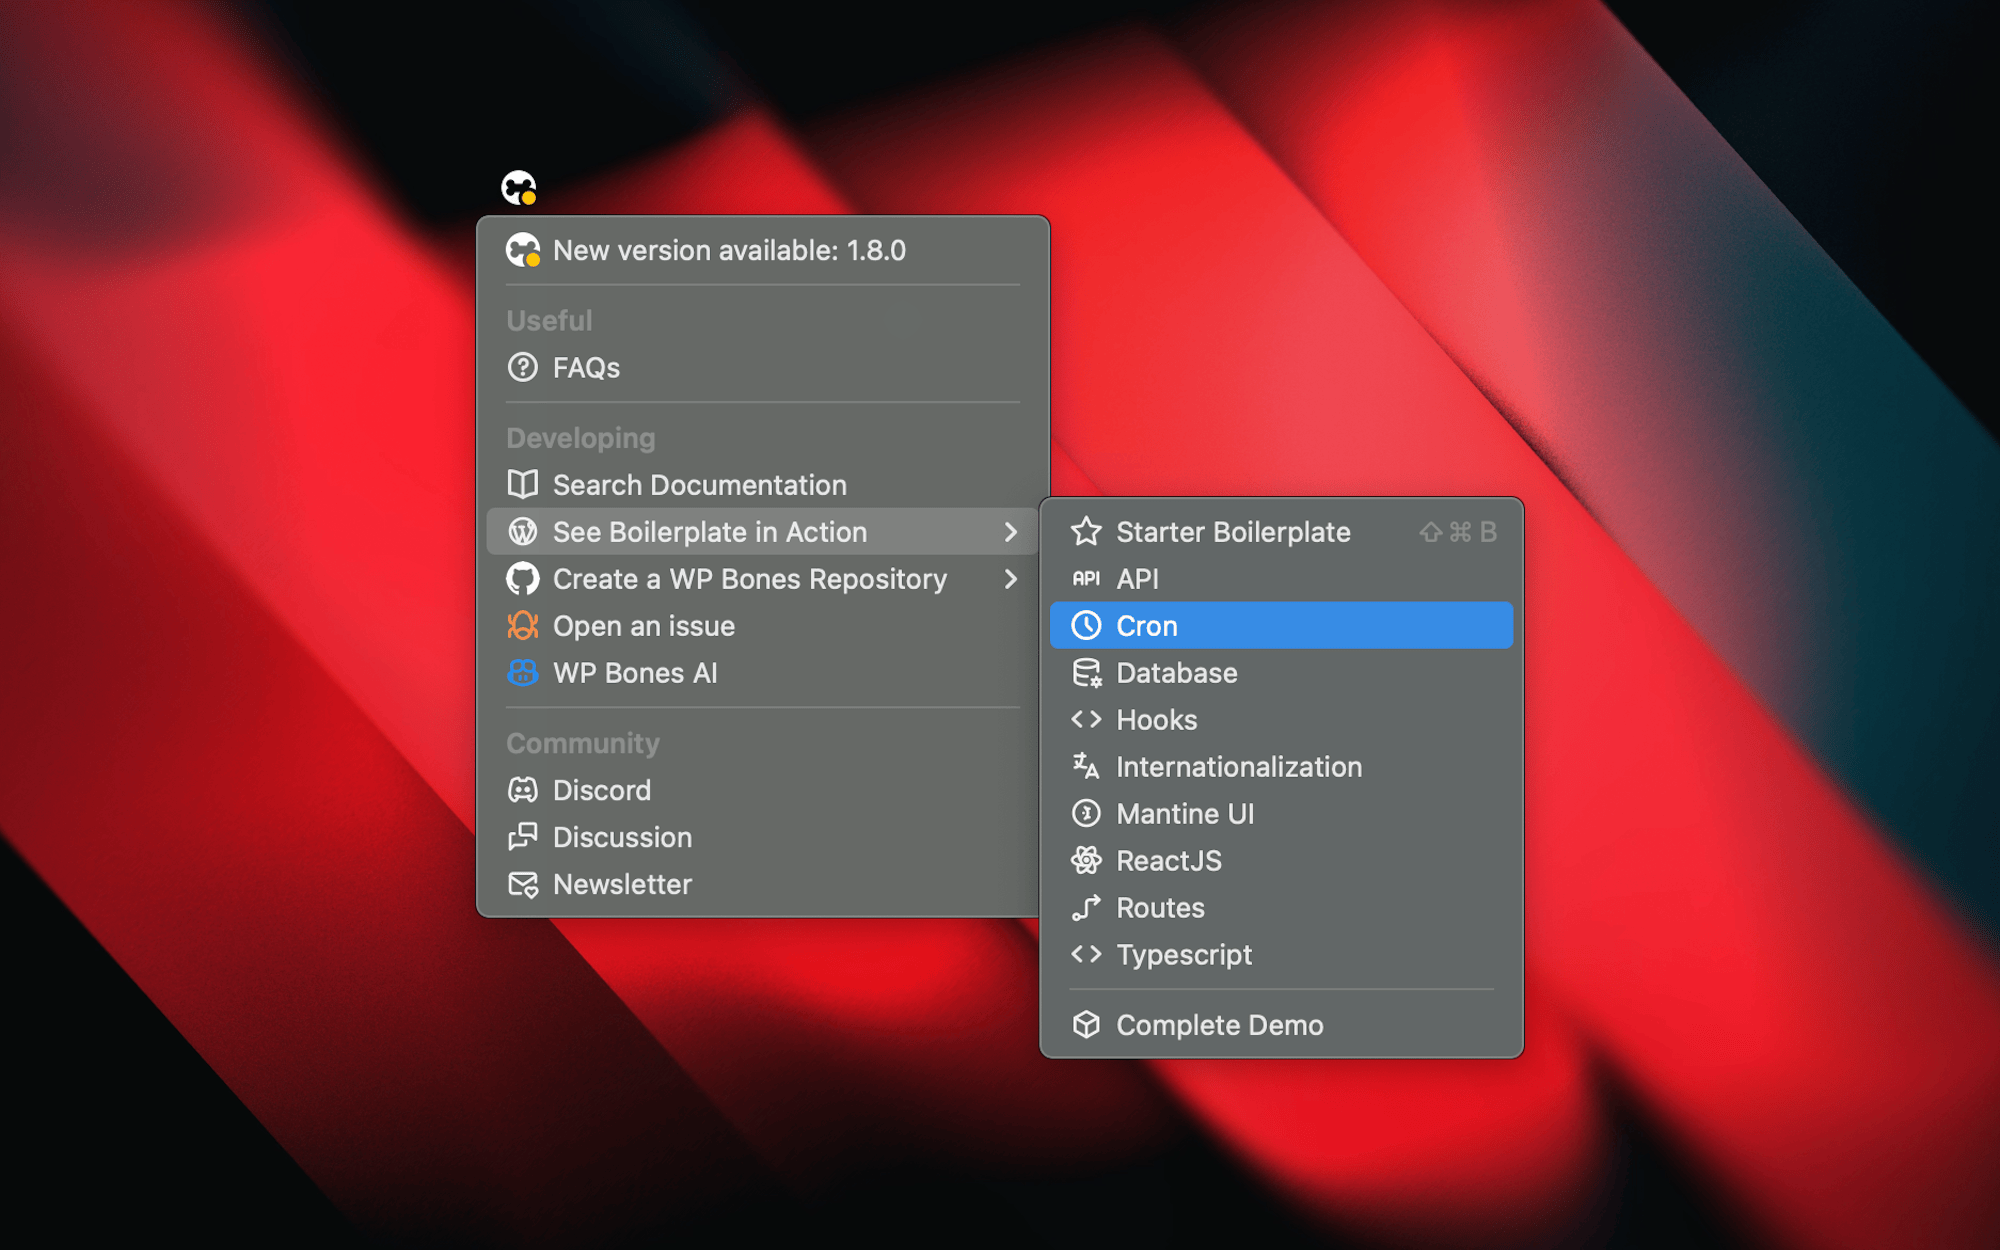 New version available: 1.8.0
Useful
FAQs
Developing
Search Documentation
See Boilerplate in Action
Create a WP Bones Repository
Open an issue
WP Bones AI
Community
Discord
Discussion
Newsletter
Starter Boilerplate ⇧⌘B
API API
Cron
Database
Hooks
Internationalization
Mantine UI
ReactJS
Routes
Typescript
Complete Demo